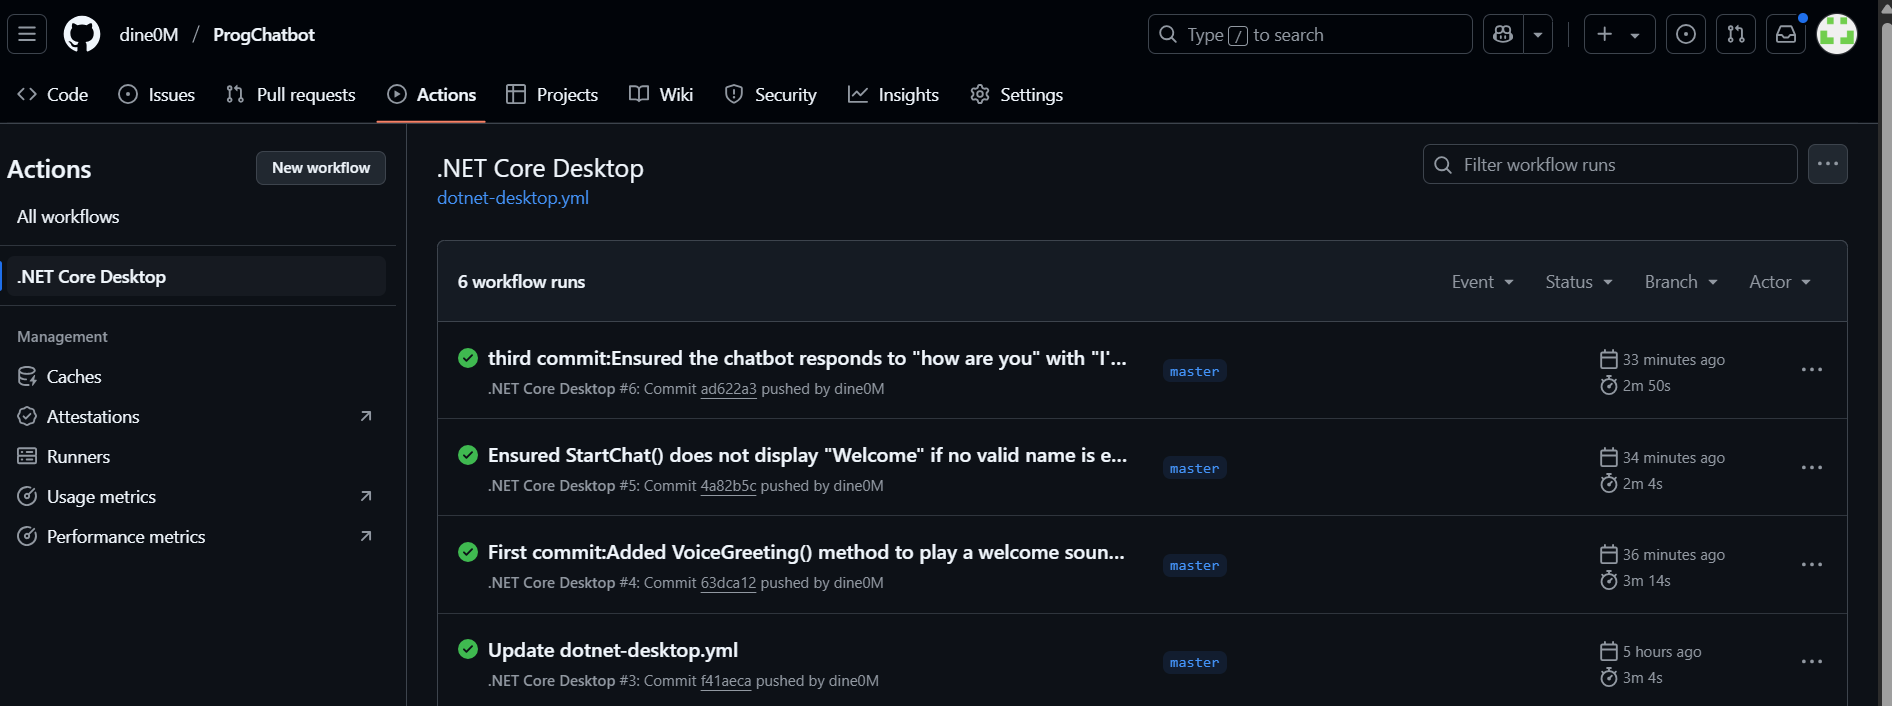 dine0M / ProgChatbot
Type / to search
Code Issues Pull requests Actions Projects Wiki Security Insights Settings
Actions
New workflow
All workflows
.NET Core Desktop
Management
Caches
Attestations
Runners
Usage metrics
Performance metrics
.NET Core Desktop
dotnet-desktop.yml
Filter workflow runs
6 workflow runs
Event Status Branch Actor
third commit:Ensured the chatbot responds to "how are you" with "I'...
.NET Core Desktop #6: Commit ad622a3 pushed by dine0M
master
33 minutes ago
2m 50s
Ensured StartChat() does not display "Welcome" if no valid name is e...
.NET Core Desktop #5: Commit 4a82b5c pushed by dine0M
master
34 minutes ago
2m 4s
First commit:Added VoiceGreeting() method to play a welcome soun...
.NET Core Desktop #4: Commit 63dca12 pushed by dine0M
master
36 minutes ago
3m 14s
Update dotnet-desktop.yml
.NET Core Desktop #3: Commit f41aeca pushed by dine0M
master
5 hours ago
3m 4s